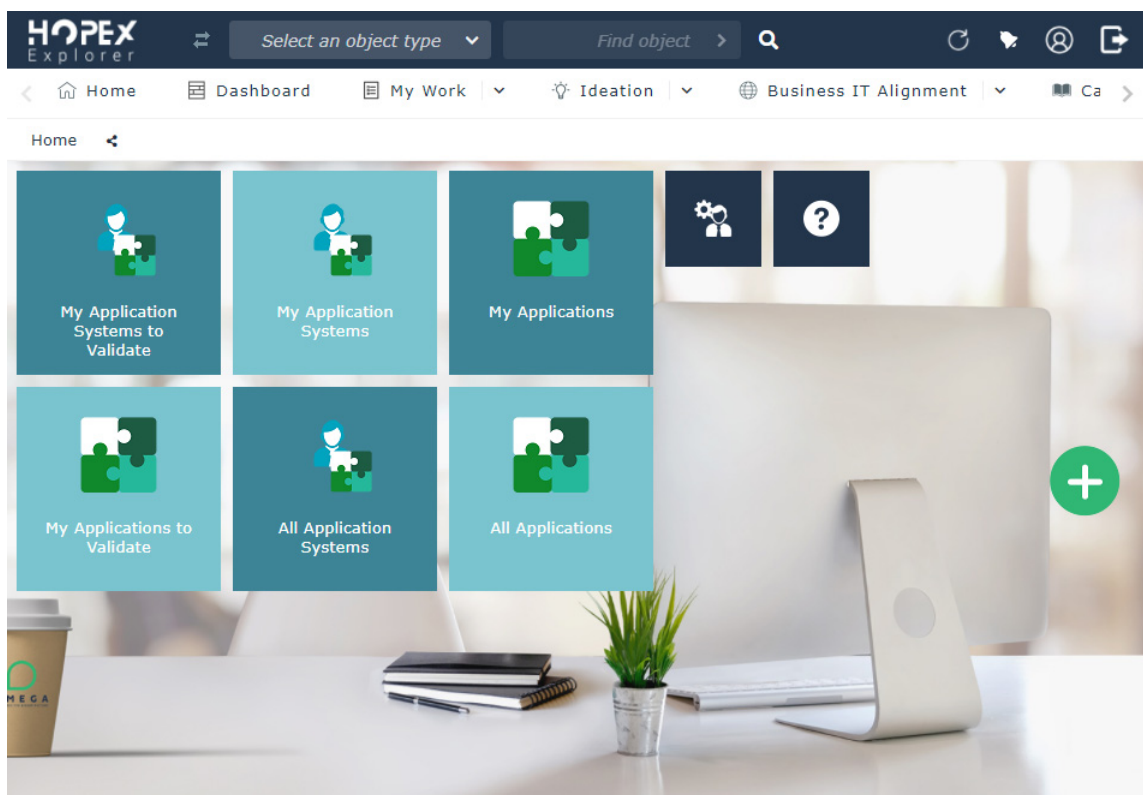 HOPEX
Explorer
Select an object type
Find object
Home
Dashboard
My Work
Ideation
Business IT Alignment
Ca
Home
My Application
Systems to
Validate
My Application
Systems
My Applications
?
My Applications to
Validate
All Application
Systems
All Applications
MEGA